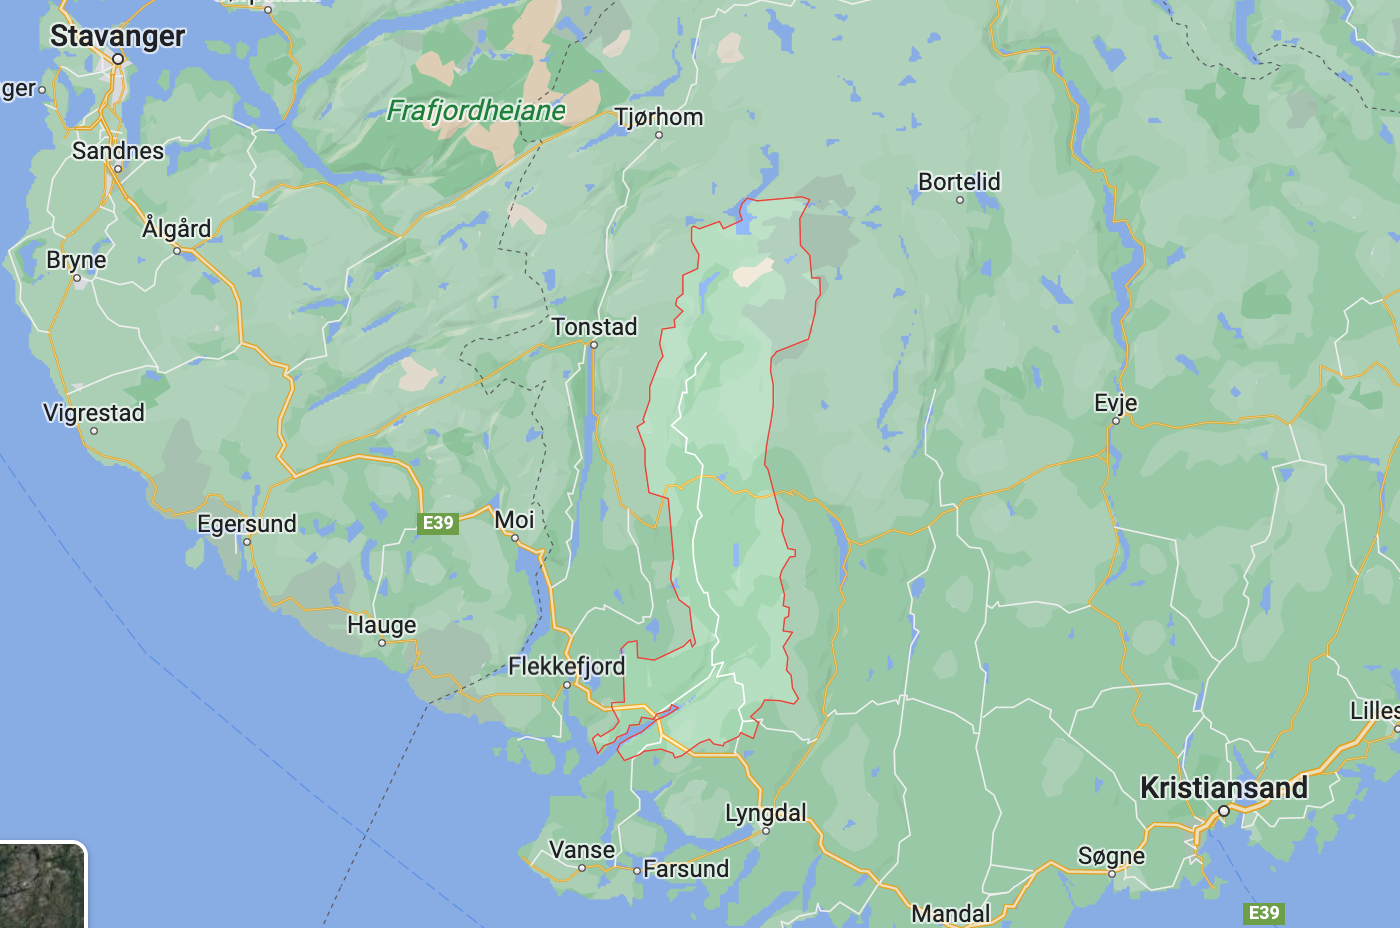 Stavanger
ger
Frafjordheiane
Tjørhom
Sandnes
Bortelid
Ålgård
Bryne
Tonstad
Vigrestad
Evje
E39
Moi
Egersund
Hauge
Flekkefjord
Lilles
Kristiansand
Lyngdal
Vanse
Farsund
Søgne
Mandal
E39